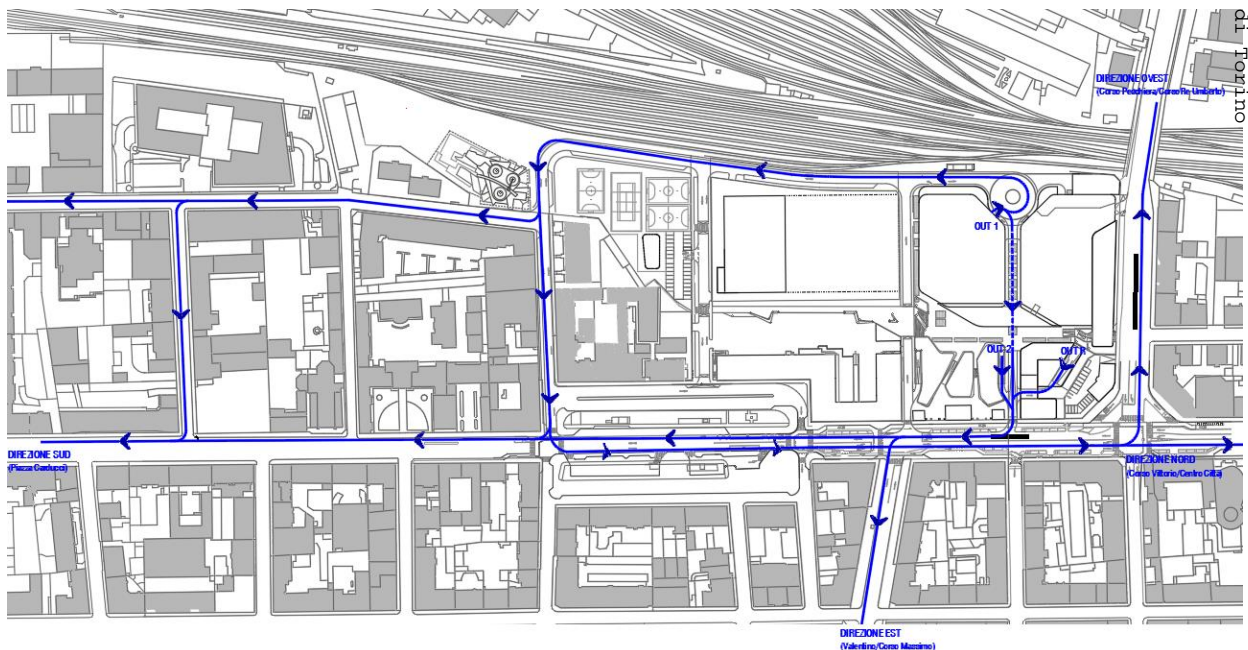 di Torino
DIREZIONE OVEST
(Corso Peschiera/Corso Re Umberto)
OUT 1
OUT 2
OUT R
DIREZIONE SUD
(Piazza Carducci)
DIREZIONE NORD
(Corso Vittorio/Centro Città)
DIREZIONE EST
(Valentino/Corso Massimo)